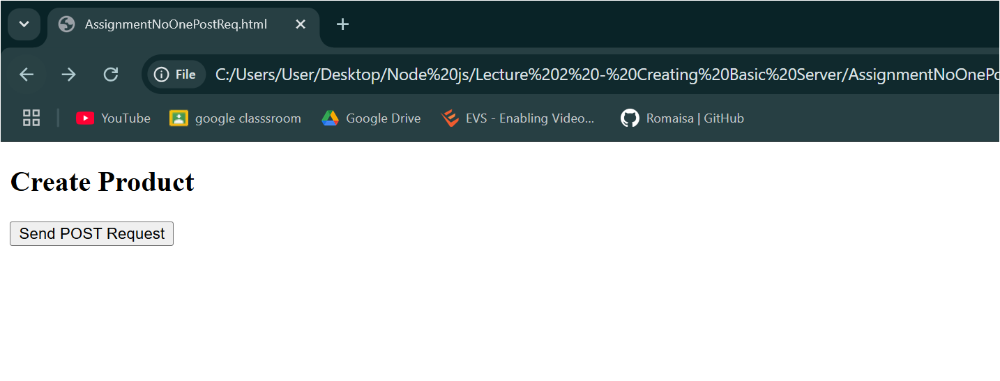 AssignmentNoOnePostReq.html
File C:/Users/User/Desktop/Node%20js/Lecture%202%20-%20Creating%20Basic%20Server/AssignmentNoOnePo
YouTube google classsroom Google Drive EVS - Enabling Video... Romaisa | GitHub
Create Product
Send POST Request